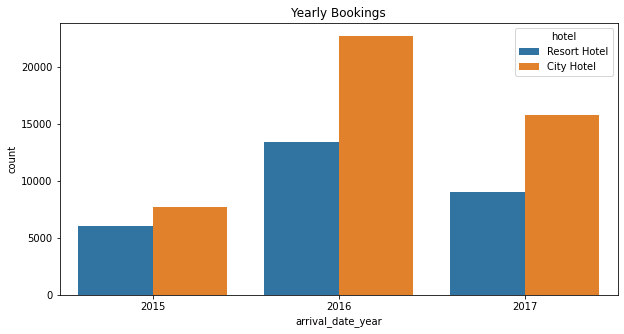 Yearly Bookings
hotel
Resort Hotel
City Hotel
count
20000
15000
10000
5000
0
2015
2016
2017
arrival_date_year